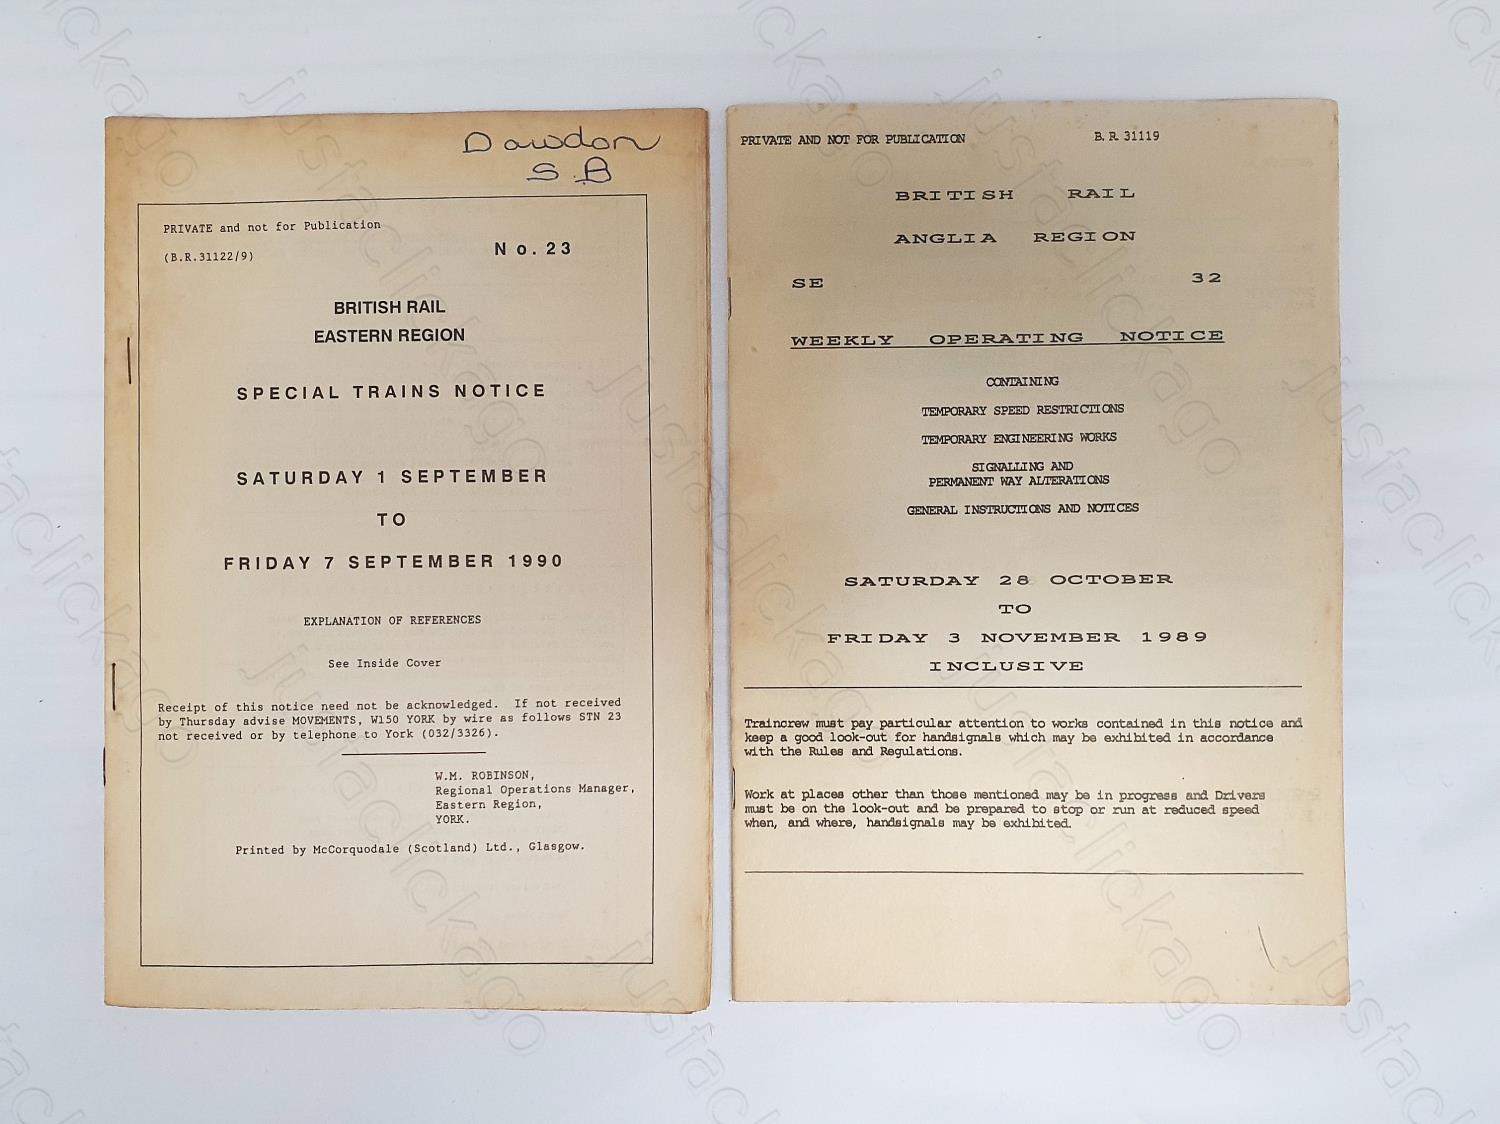 Dawdon
S.B
PRIVATE and not for Publication
(B.R.31122/9)
No. 23
BRITISH RAIL
EASTERN REGION
SPECIAL TRAINS NOTICE
SATURDAY 1 SEPTEMBER
TO
FRIDAY 7 SEPTEMBER 1990
EXPLANATION OF REFERENCES
See Inside Cover
Receipt of this notice need not be acknowledged. If not received
by Thursday advise MOVEMENTS, W150 YORK by wire as follows STN 23
not received or by telephone to York (032/3326).
W.M. ROBINSON,
Regional Operations Manager,
Eastern Region,
YORK.
Printed by McCorquodale (Scotland) Ltd., Glasgow.
PRIVATE AND NOT FOR PUBLICATION
B.R. 31119
BRITISH RAIL
ANGLIA REGION
SE
32
WEEKLY OPERATING NOTICE
CONTAINING
TEMPORARY SPEED RESTRICTIONS
TEMPORARY ENGINEERING WORKS
SIGNALLING AND
PERMANENT WAY ALTERATIONS
GENERAL INSTRUCTIONS AND NOTICES
SATURDAY 28 OCTOBER
TO
FRIDAY 3 NOVEMBER 1989
INCLUSIVE
Traincrew must pay particular attention to works contained in this notice and
keep a good look-out for handsignals which may be exhibited in accordance
with the Rules and Regulations.
Work at places other than those mentioned may be in progress and Drivers
must be on the look-out and be prepared to stop or run at reduced speed
when, and where, handsignals may be exhibited.
justaclickago